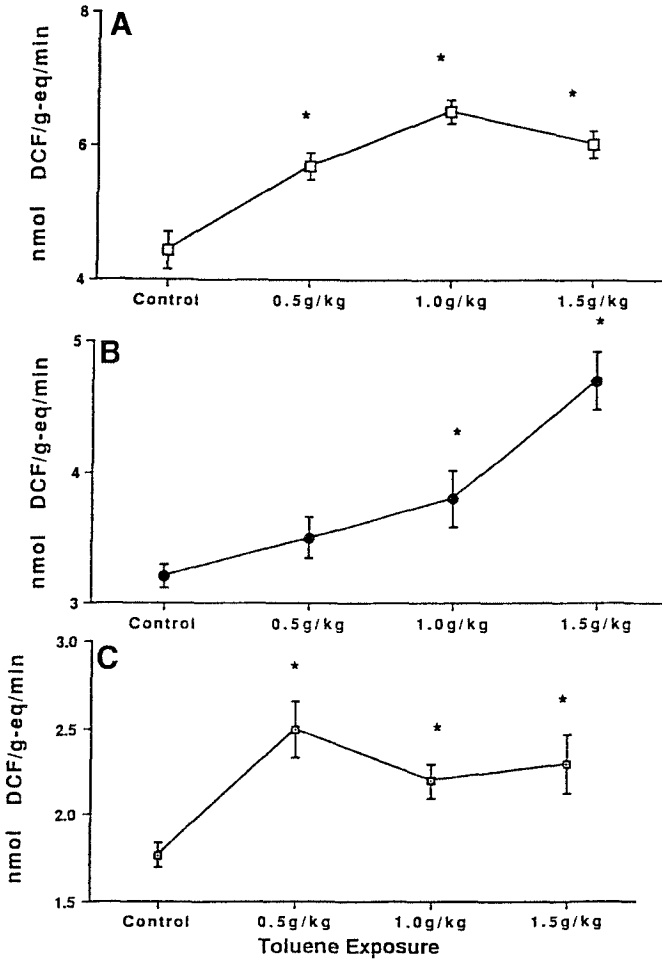 A
8
*
*
*
6
4
nmol DCF/g-eq/min
Control 0.5g/kg 1.0g/kg 1.5g/kg
B
5
*
*
4
3
nmol DCF/g-eq/min
Control 0.5g/kg 1.0g/kg 1.5g/kg
C
3.0
*
*
*
2.5
2.0
1.5
nmol DCF/g-eq/min
Control 0.5g/kg 1.0g/kg 1.5g/kg
Toluene Exposure